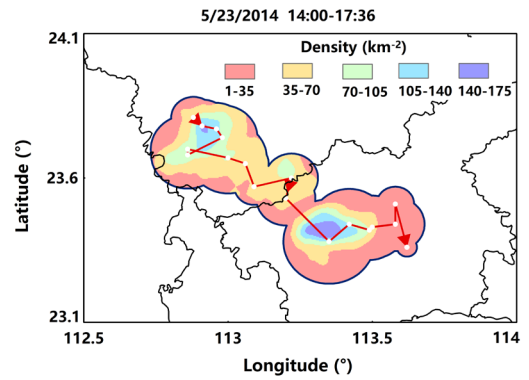 5/23/2014 14:00-17:36
24.1
Density (km-2)
1-35 35-70 70-105 105-140 140-175
23.6
Latitude (°)
23.1
112.5 113 113.5 114
Longitude (°)